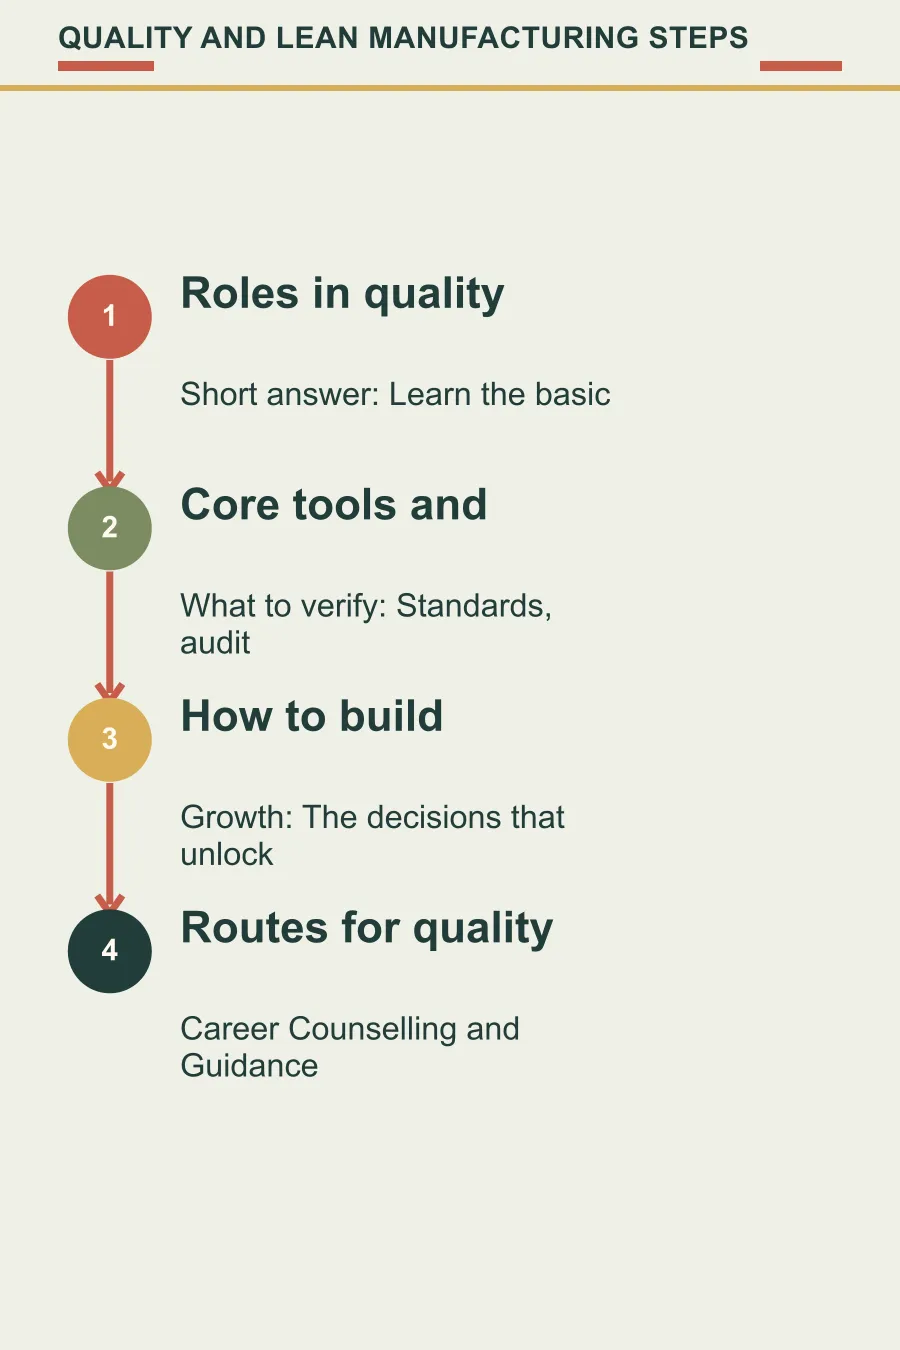 QUALITY AND LEAN MANUFACTURING STEPS
1
Roles in quality
Short answer: Learn the basic
2
Core tools and
What to verify: Standards,
audit
3
How to build
Growth: The decisions that
unlock
4
Routes for quality
Career Counselling and
Guidance